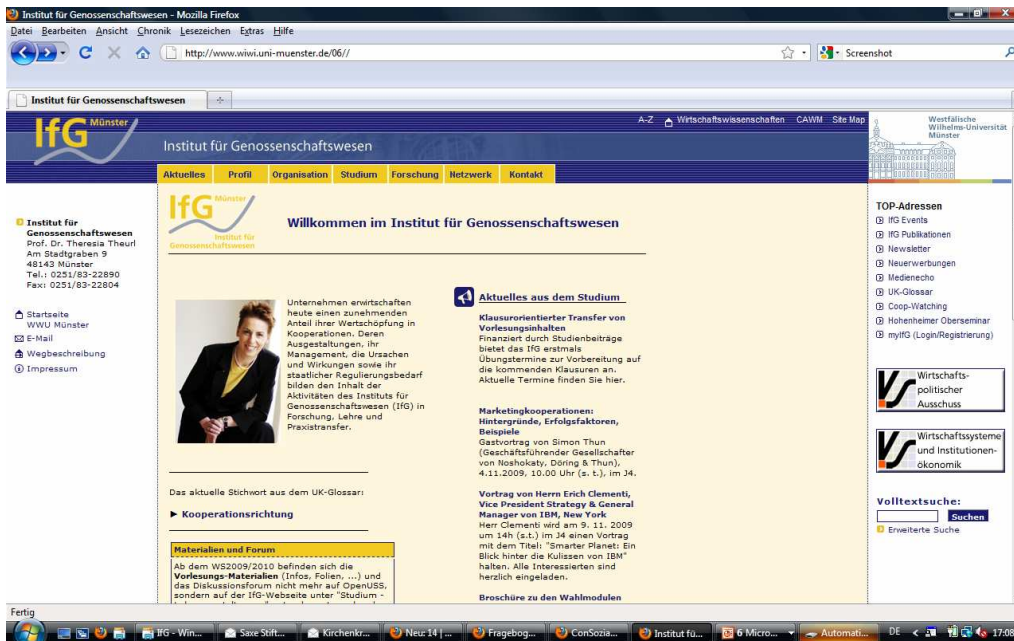 Institut für Genossenschaftswesen - Mozilla Firefox
Datei Bearbeiten Ansicht Chronik Lesezeichen Extras Hilfe
http://www.wiwi.uni-muenster.de/06//
Screenshot
Institut für Genossenschaftswesen
IfG Münster
A-Z Wirtschaftswissenschaften CAWM Site Map
Institut für Genossenschaftswesen
Westfälische
Wilhelms-Universität
Münster
Aktuelles Profil Organisation Studium Forschung Netzwerk Kontakt
Institut für
Genossenschaftswesen
Prof. Dr. Theresia Theurl
Am Stadtgraben 9
48143 Münster
Tel.: 0251/83-22890
Fax: 0251/83-22804
Startseite
WWU Münster
E-Mail
Wegbeschreibung
Impressum
IfG Münster
Institut für
Genossenschaftswesen
Willkommen im Institut für Genossenschaftswesen
Unternehmen erwirtschaften
heute einen zunehmenden
Anteil ihrer Wertschöpfung in
Kooperationen. Deren
Ausgestaltungen, ihr
Management, die Ursachen
und Wirkungen sowie ihr
staatlicher Regulierungsbedarf
bilden den Inhalt der
Aktivitäten des Instituts für
Genossenschaftswesen (IfG) in
Forschung, Lehre und
Praxistransfer.
Das aktuelle Stichwort aus dem UK-Glossar:
Kooperationsrichtung
Materialien und Forum
Ab dem WS2009/2010 befinden sich die
Vorlesungs-Materialien (Infos, Folien, ...) und
das Diskussionsforum nicht mehr auf OpenUSS,
sondern auf der IfG-Webseite unter "Studium -
Aktuelles aus dem Studium
Klausurorientierter Transfer von
Vorlesungsinhalten
Finanziert durch Studienbeiträge
bietet das IfG erstmals
Übungstermine zur Vorbereitung auf
die kommenden Klausuren an.
Aktuelle Termine finden Sie hier.
Marketingkooperationen:
Hintergründe, Erfolgsfaktoren,
Beispiele
Gastvortrag von Simon Thun
(Geschäftsführender Gesellschafter
von Noshokaty, Döring & Thun),
4.11.2009, 10.00 Uhr (s. t.), im J4.
Vortrag von Herrn Erich Clementi,
Vice President Strategy & General
Manager von IBM, New York
Herr Clementi wird am 9. 11. 2009
um 14h (s.t.) im J4 einen Vortrag
mit dem Titel: "Smarter Planet: Ein
Blick hinter die Kulissen von IBM"
halten. Alle Interessierten sind
herzlich eingeladen.
Broschüre zu den Wahlmodulen
TOP-Adressen
IfG Events
IfG Publikationen
Newsletter
Neuerwerbungen
Medienecho
UK-Glossar
Coop-Watching
Hohenheimer Oberseminar
myIfG (Login/Registrierung)
Wirtschafts-
politischer
Ausschuss
Wirtschaftssysteme
und Institutionen-
ökonomik
Volltextsuche:
Suchen
Erweiterte Suche
Fertig
IfG - Win... Saxe Stift... Kirchenkr... Neu: 14 | ... Fragebog... ConSozia... Institut fü... 6 Micro... Automati... DE 17:08